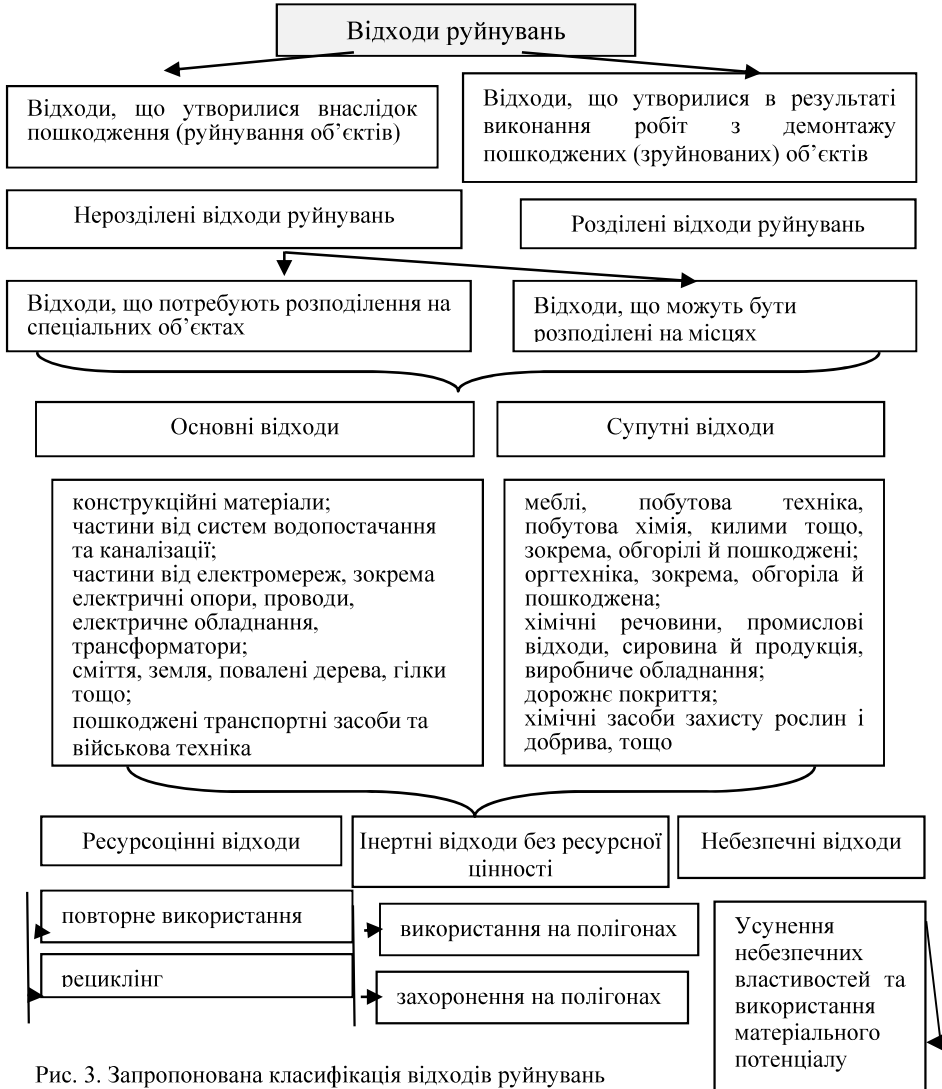 Відходи руйнувань
Відходи, що утворилися внаслідок
пошкодження (руйнування об’єктів)
Відходи, що утворилися в результаті
виконання робіт з демонтажу
пошкоджених (зруйнованих) об’єктів
Нерозділені відходи руйнувань
Розділені відходи руйнувань
Відходи, що потребують розподілення на
спеціальних об’єктах
Відходи, що можуть бути
розподілені на місцях
Основні відходи
Супутні відходи
конструкційні матеріали;
частини від систем водопостачання
та каналізації;
частини від електромереж, зокрема
електричні опори, проводи,
електричне обладнання,
трансформатори;
сміття, земля, повалені дерева, гілки
тощо;
пошкоджені транспортні засоби та
військова техніка
меблі, побутова техніка,
побутова хімія, килими тощо,
зокрема, обгорілі й пошкоджені;
оргтехніка, зокрема, обгоріла й
пошкоджена;
хімічні речовини, промислові
відходи, сировина й продукція,
виробниче обладнання;
дорожнє покриття;
хімічні засоби захисту рослин і
добрива, тощо
Ресурсоцінні відходи
Інертні відходи без ресурсної
цінності
Небезпечні відходи
повторне використання
рециклінг
використання на полігонах
захоронення на полігонах
Усунення
небезпечних
властивостей та
використання
матеріального
потенціалу
Рис. 3. Запропонована класифікація відходів руйнувань